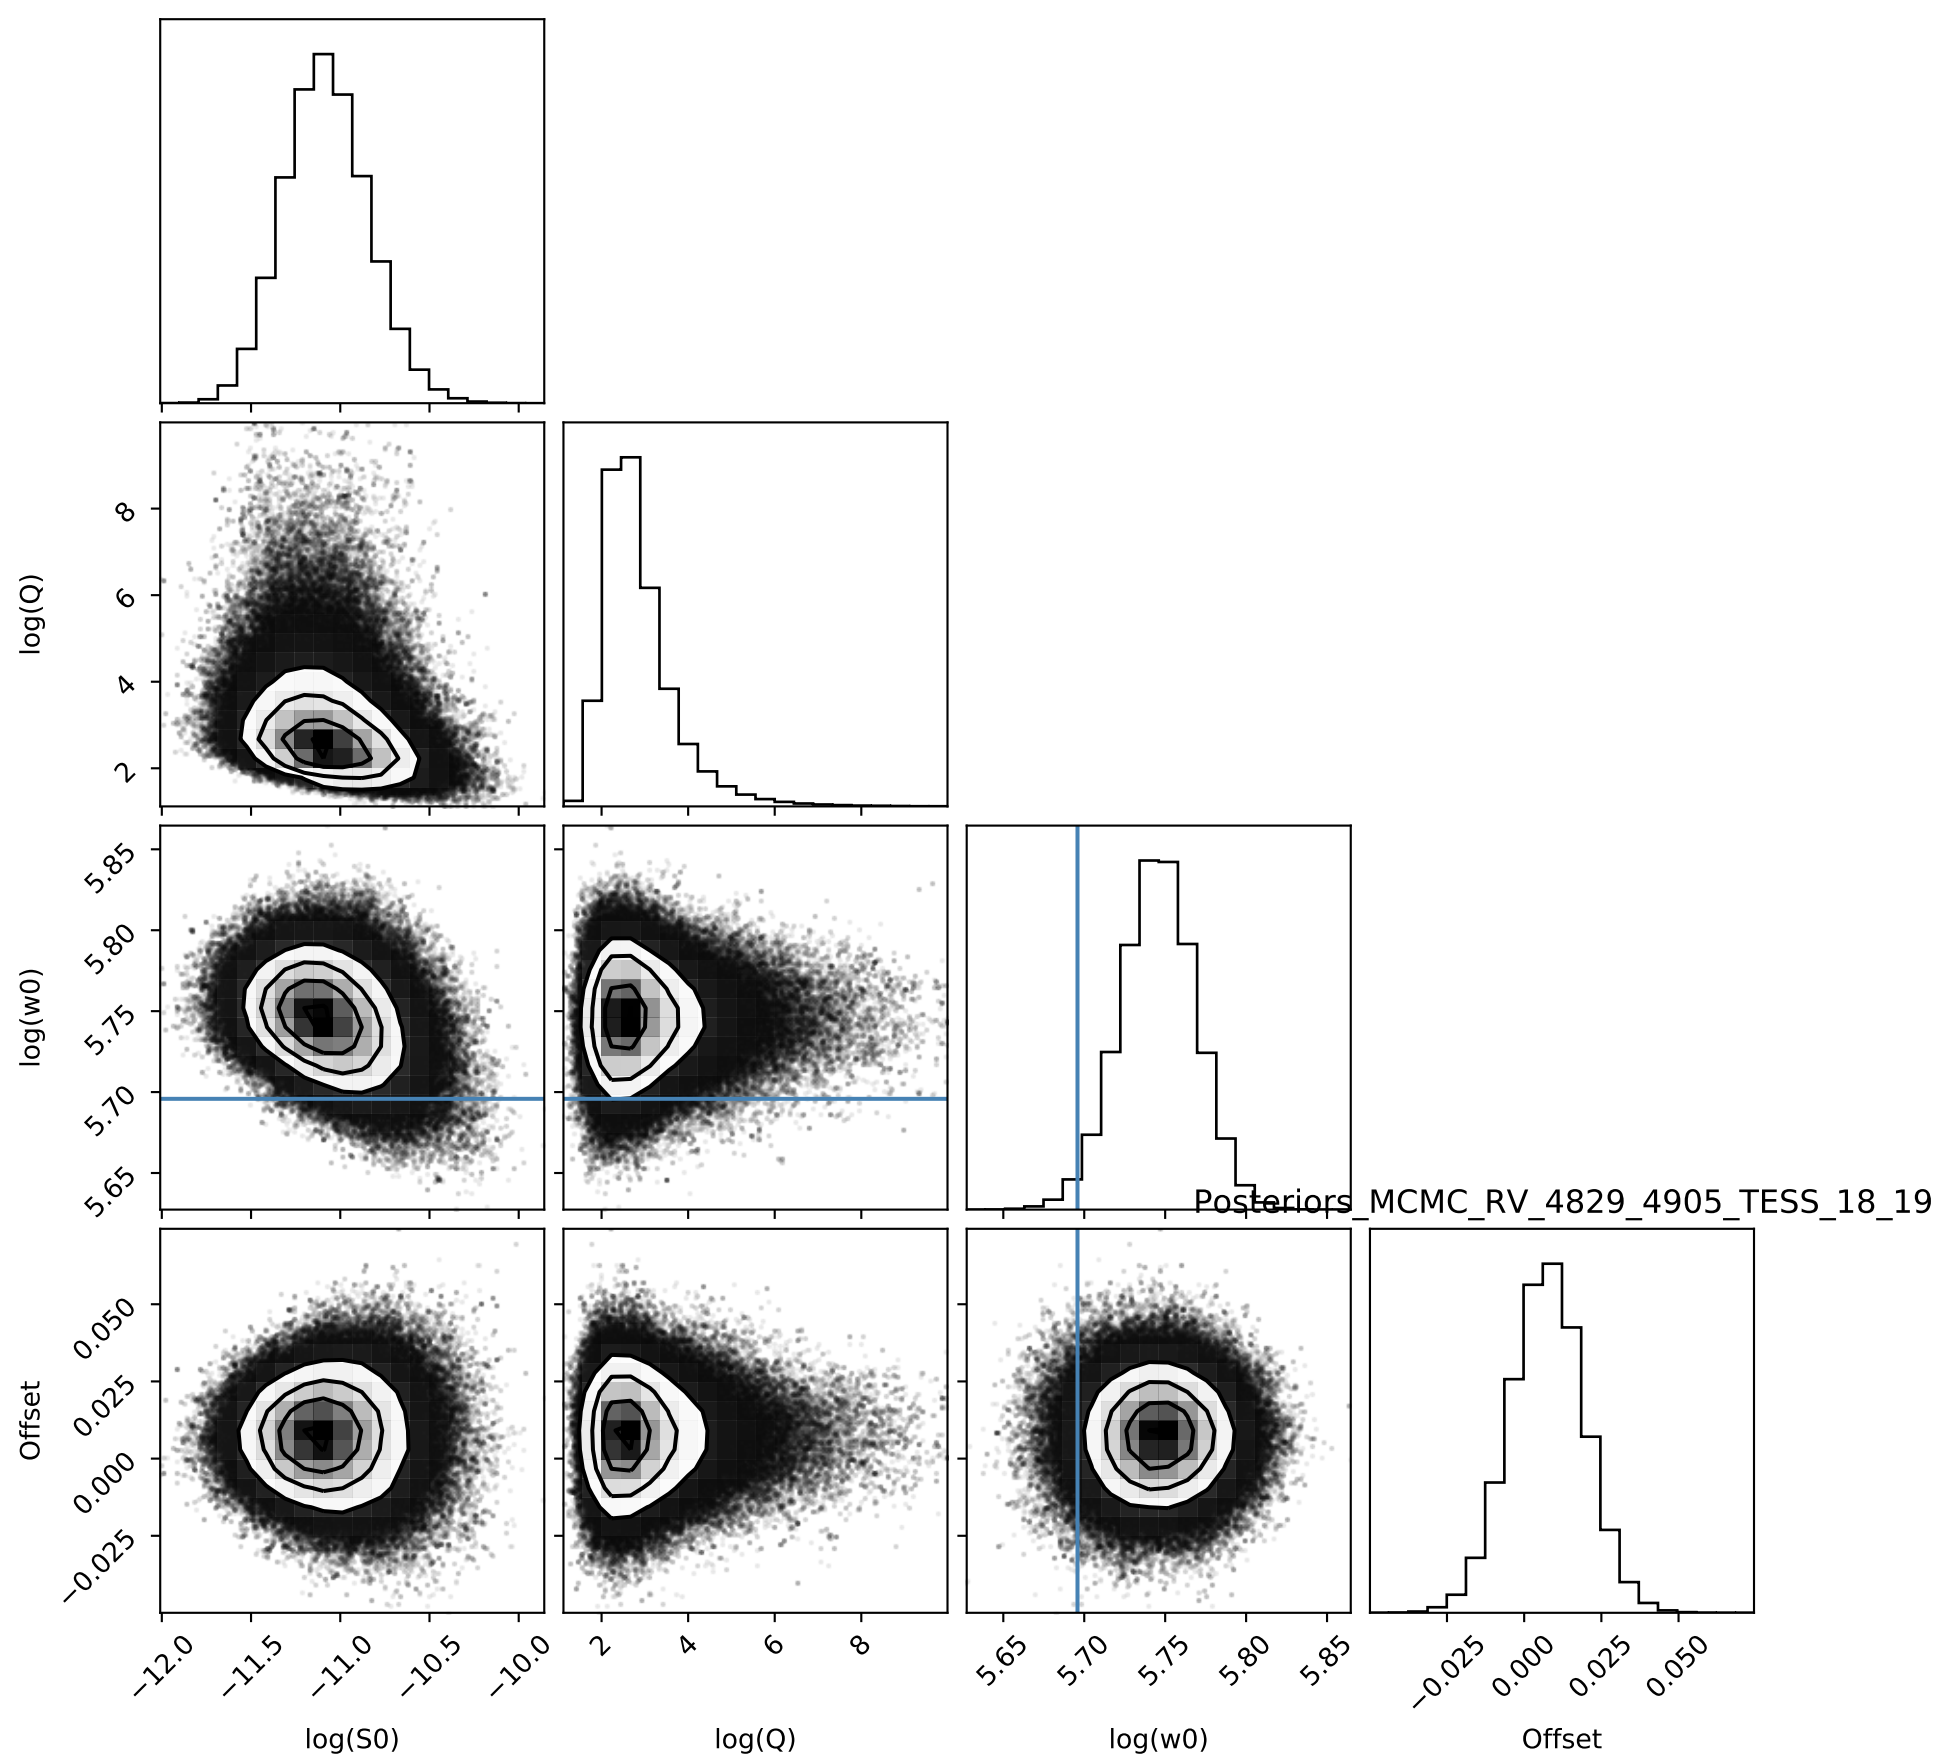 log(Q)
8
6
4
2
log(w0)
5.85
5.80
5.75
5.70
5.65
Posteriors_MCMC_RV_4829_4905_TESS_18_19
Offset
0.050
0.025
0.000
−0.025
−12.0 −11.5 −11.0 −10.5 −10.0 2 4 6 8 5.65 5.70 5.75 5.80 5.85 −0.025 0.000 0.025 0.050
log(S0) log(Q) log(w0) Offset